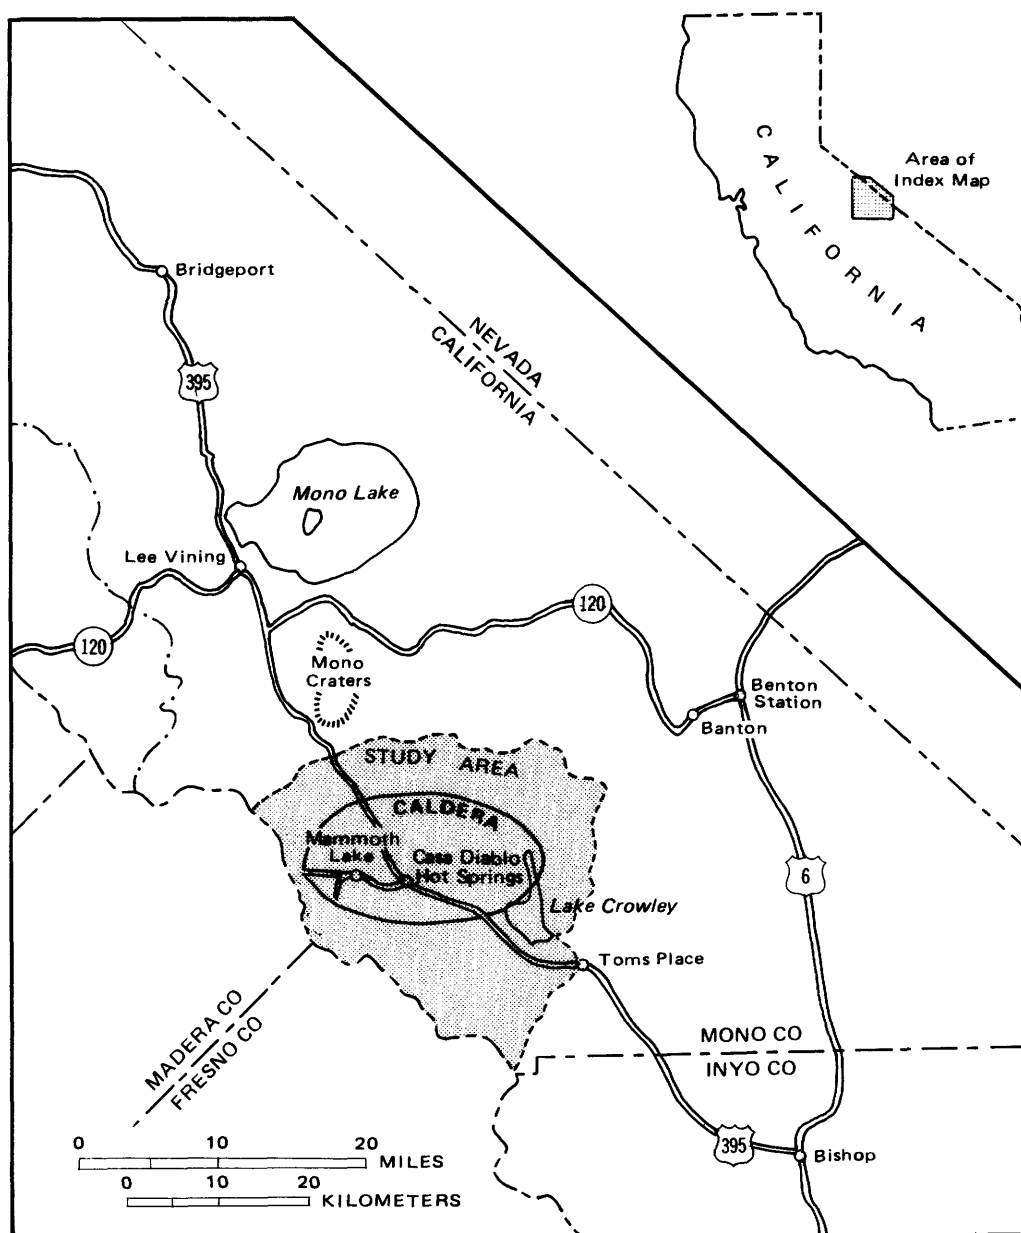 CALIFORNIA
Area of
Index Map
Bridgeport
NEVADA
CALIFORNIA
395
Mono Lake
Lee Vining
120
120
Mono
Craters
Benton
Station
Banton
STUDY AREA
CALDERA
Mammoth
Lake
Casa Diablo
Hot Springs
6
Lake Crowley
Toms Place
MADERA CO
FRESNO CO
MONO CO
INYO CO
395
Bishop
0 10 20
MILES
0 10 20
KILOMETERS